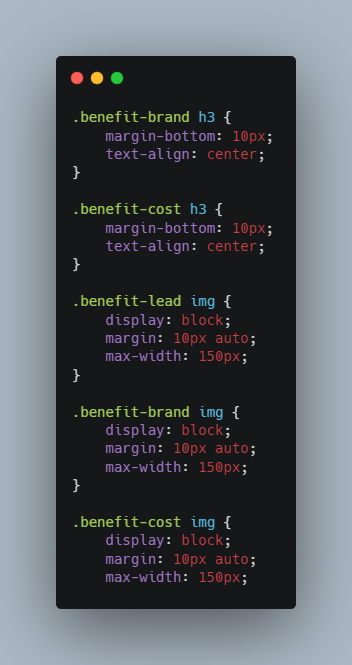 .benefit-brand h3 {
    margin-bottom: 10px;
    text-align: center;
}

.benefit-cost h3 {
    margin-bottom: 10px;
    text-align: center;
}

.benefit-lead img {
    display: block;
    margin: 10px auto;
    max-width: 150px;
}

.benefit-brand img {
    display: block;
    margin: 10px auto;
    max-width: 150px;
}

.benefit-cost img {
    display: block;
    margin: 10px auto;
    max-width: 150px;